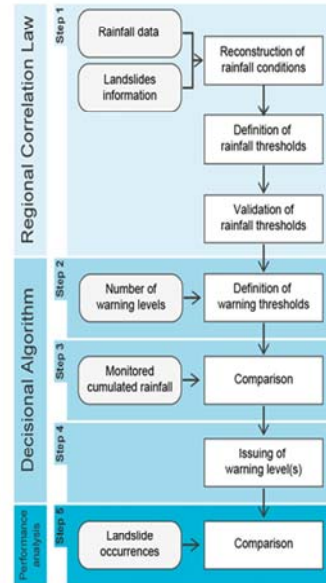 Regional Correlation Law
Step 1
Rainfall data
Landslides
information
Reconstruction of
rainfall conditions
Definition of
rainfall thresholds
Validation of
rainfall thresholds
Decisional Algorithm
Step 2
Number of
warning levels
Definition of
warning thresholds
Step 3
Monitored
cumulated rainfall
Comparison
Step 4
Issuing of
warning level(s)
Performance
analysis
Step 5
Landslide
occurrences
Comparison